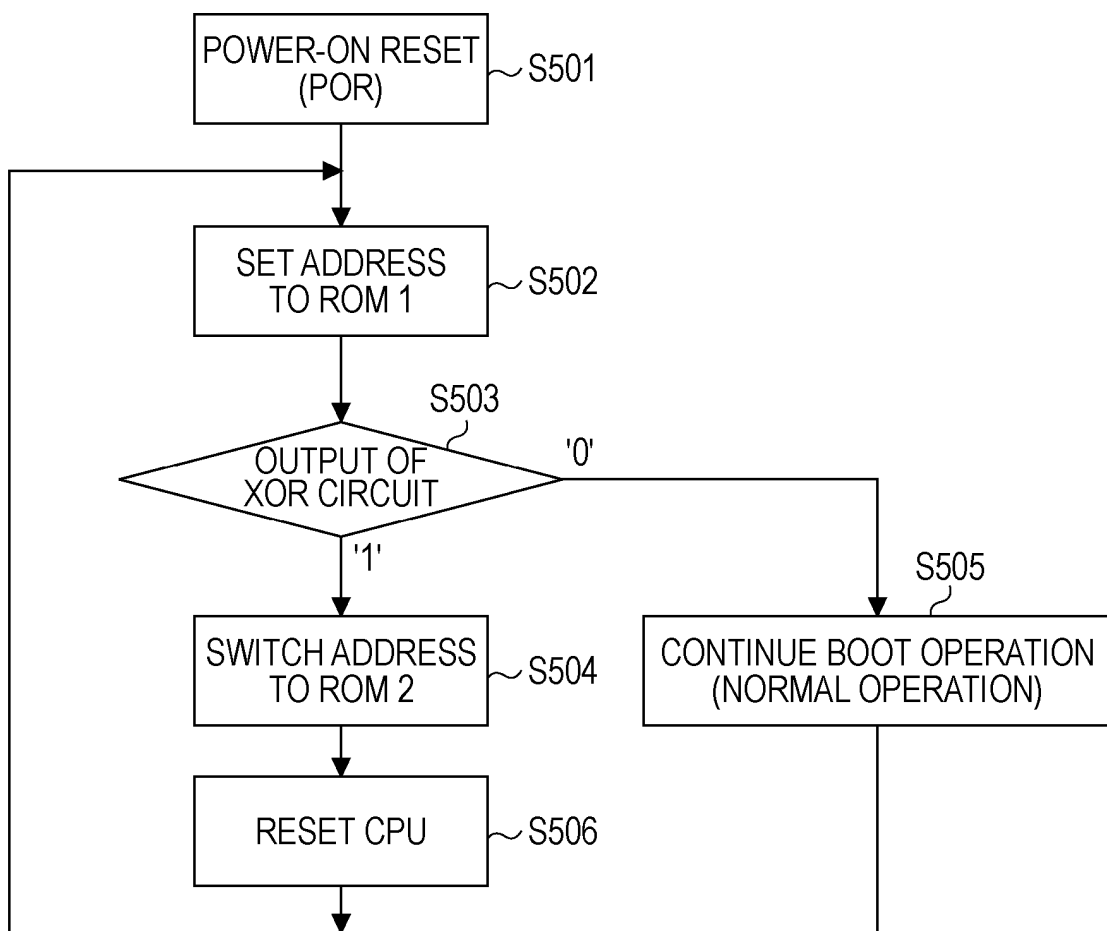 POWER-ON RESET
(POR)
S501
SET ADDRESS
TO ROM 1
S502
S503
OUTPUT OF
XOR CIRCUIT
'0'
'1'
S505
SWITCH ADDRESS
TO ROM 2
S504
CONTINUE BOOT OPERATION
(NORMAL OPERATION)
RESET CPU
S506